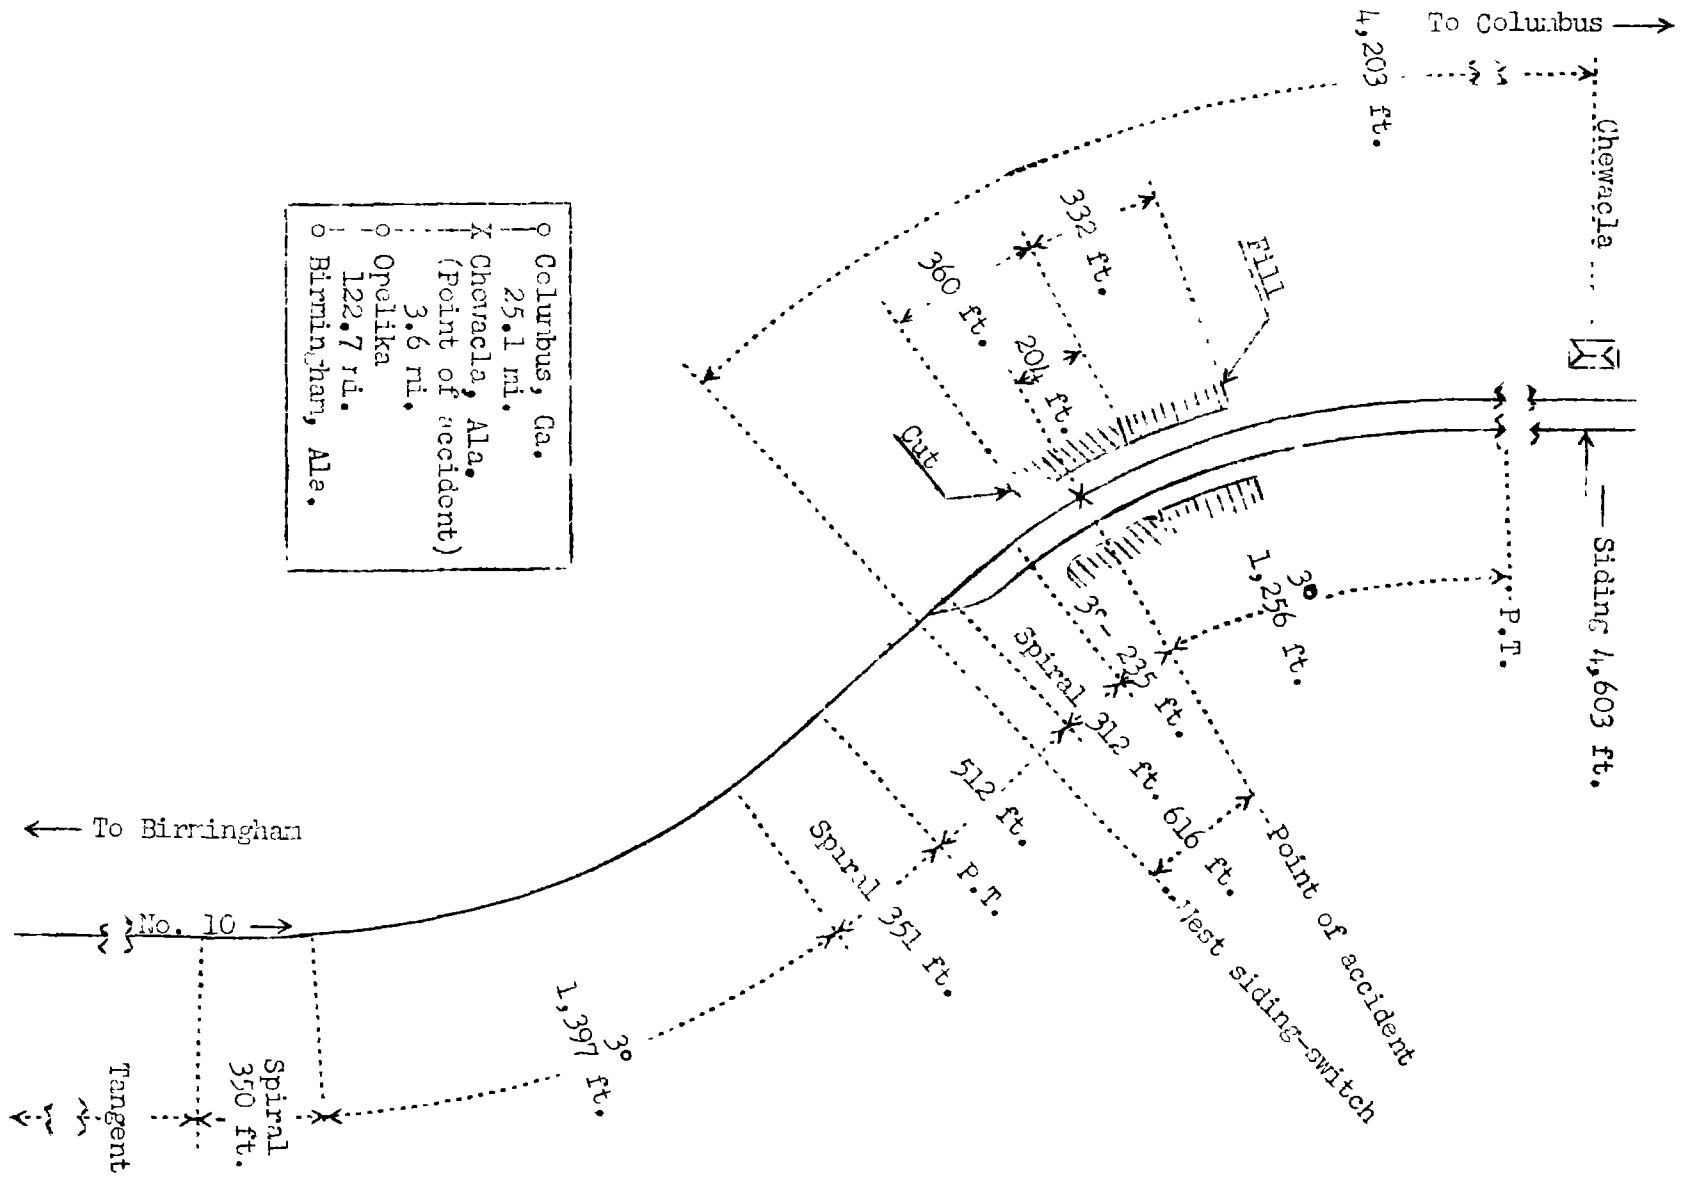 To Columbus
4,203 ft.
Chewacla
332 ft.
Fill
360 ft.
204 ft.
Cut
Columbus, Ga.
25.1 mi.
X Chewacla, Ala.
(Point of accident)
3.6 mi.
Opelika
122.7 mi.
Birmingham, Ala.
Siding 4,603 ft.
P.T.
3°
1,256 ft.
3° - 235 ft.
Spiral 312 ft.
616 ft.
Point of accident
West siding-switch
512 ft.
P.T.
Spiral 351 ft.
To Birmingham
No. 10
3°
1,397 ft.
Spiral
350 ft.
Tangent